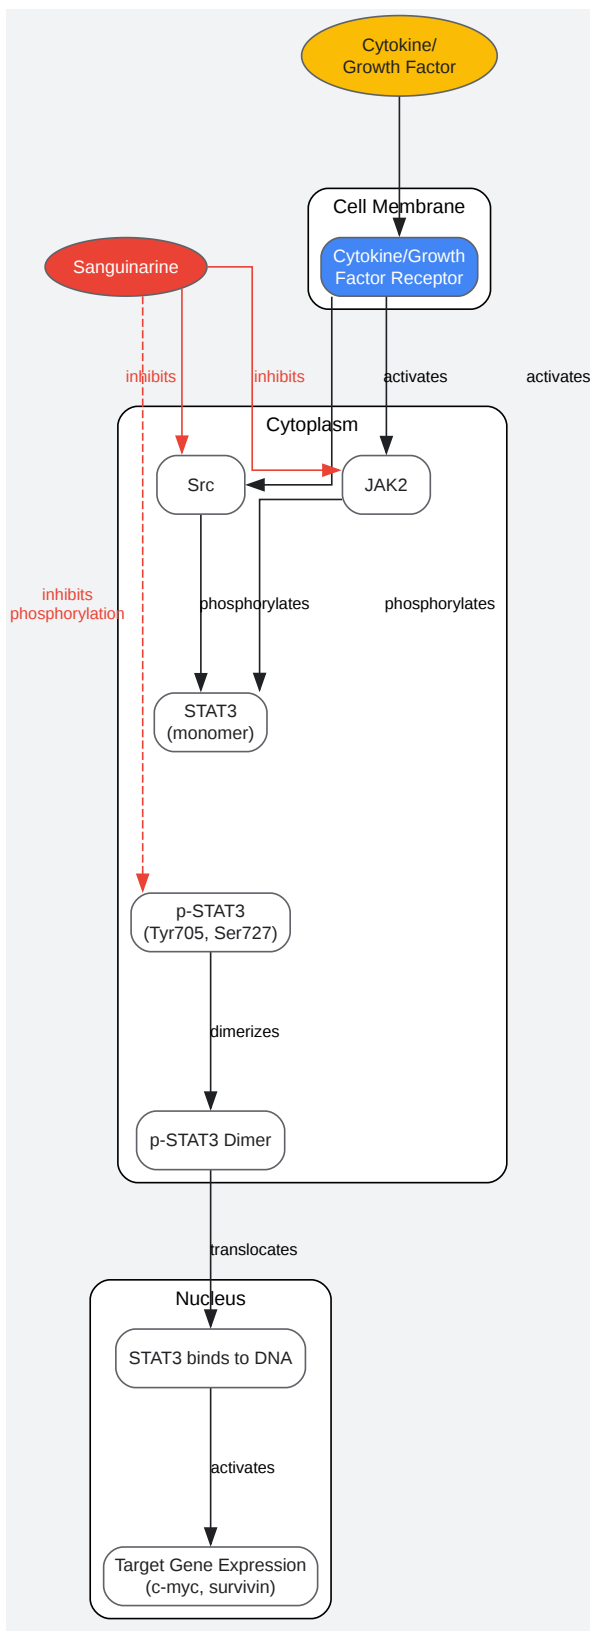 Cytokine/
Growth Factor
Cell Membrane
Cytokine/Growth
Factor Receptor
Sanguinarine
inhibits
inhibits
activates
activates
Cytoplasm
Src
JAK2
inhibits
phosphorylation
phosphorylates
phosphorylates
STAT3
(monomer)
p-STAT3
(Tyr705, Ser727)
dimerizes
p-STAT3 Dimer
translocates
Nucleus
STAT3 binds to DNA
activates
Target Gene Expression
(c-myc, survivin)